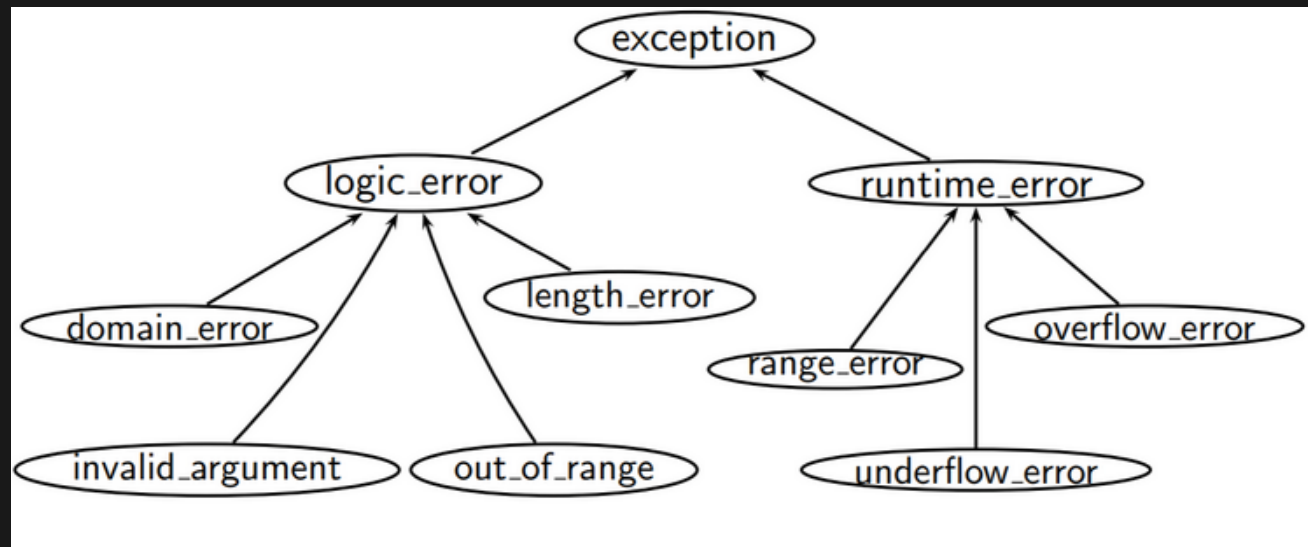 exception
logic_error
runtime_error
length_error
domain_error
overflow_error
range_error
invalid_argument
out_of_range
underflow_error